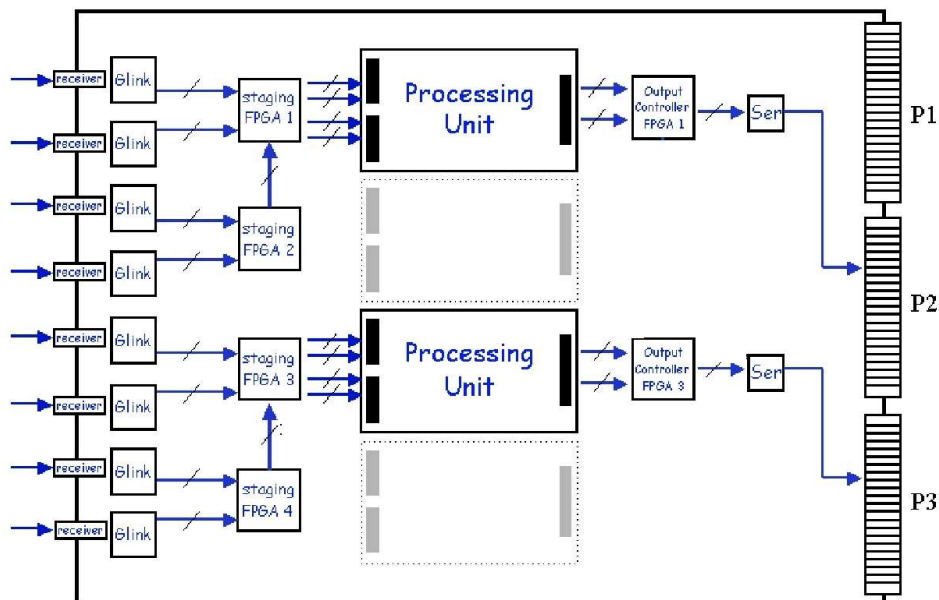 receiver
Glink
receiver
Glink
receiver
Glink
receiver
Glink
receiver
Glink
receiver
Glink
receiver
Glink
receiver
Glink
staging
FPGA 1
staging
FPGA 2
staging
FPGA 3
staging
FPGA 4
Processing
Unit
Processing
Unit
Output
Controller
FPGA 1
Output
Controller
FPGA 3
Ser
Ser
P1
P2
P3